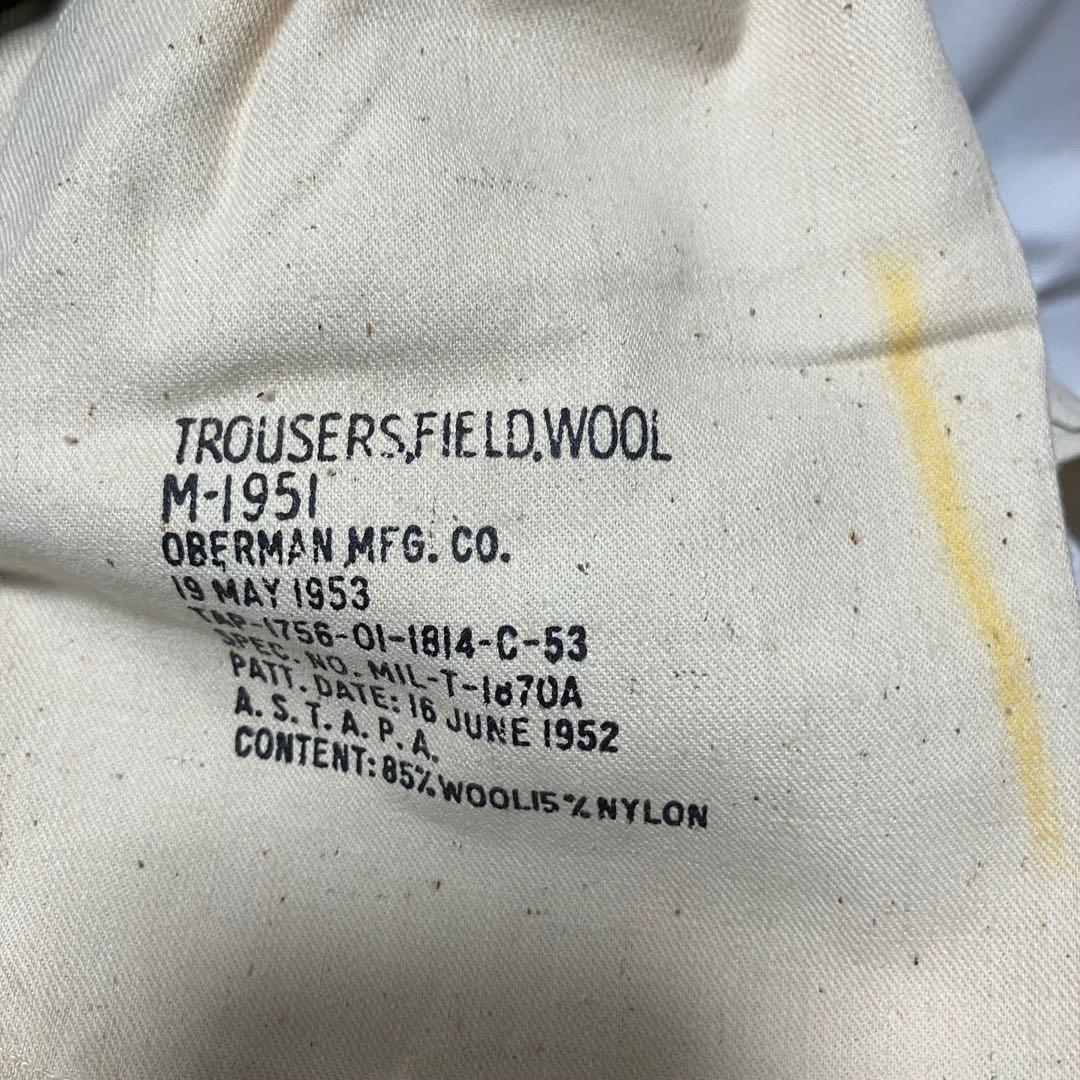 TROUSERS,FIELD,WOOL
M-1951
OBERMAN MFG. CO.
19 MAY 1953
TAP-1756-OI-1814-C-53
SPEC. NO. MIL-T-1870A
PATT. DATE: 16 JUNE 1952
A. S. T. A. P. A.
CONTENT: 85% WOOL 15% NYLON